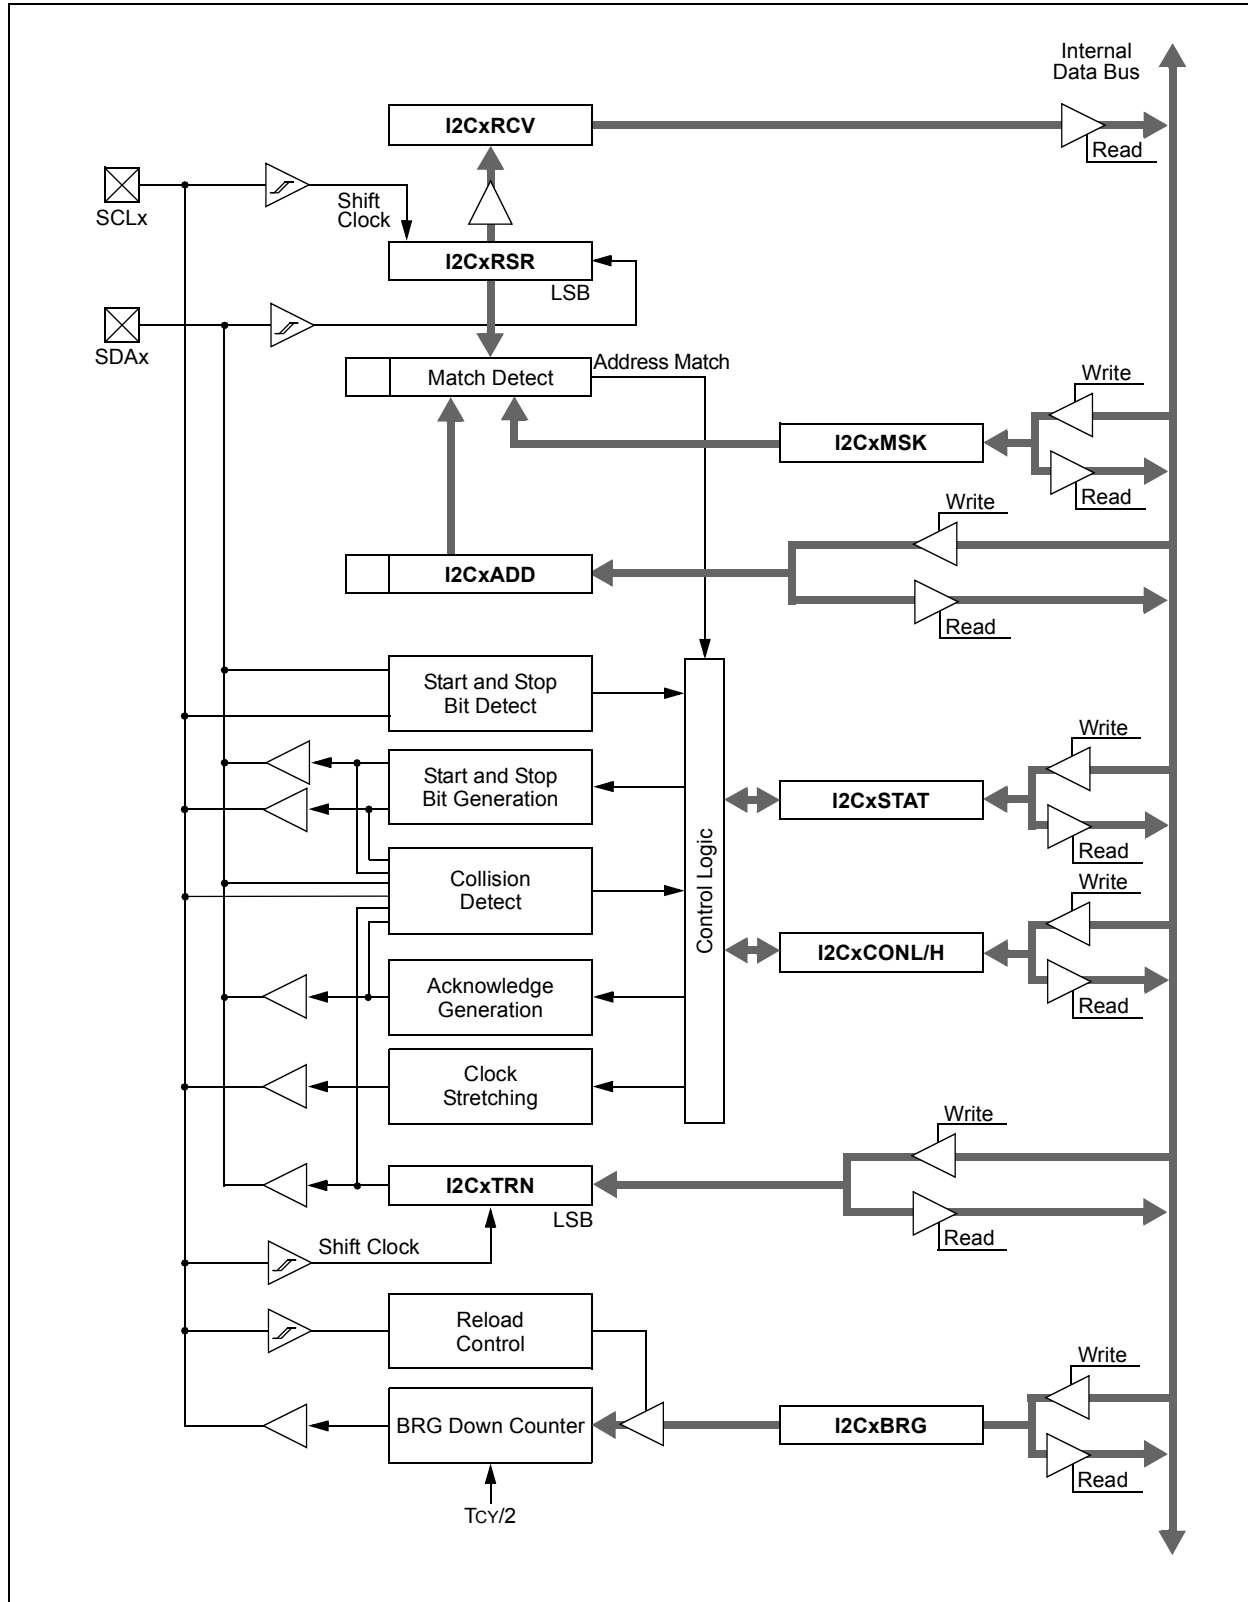 Internal
Data Bus
I2CxRCV
Read
SCLx
Shift
Clock
I2CxRSR
LSB
SDAx
Match Detect
Address Match
Write
I2CxMSK
Read
Write
I2CxADD
Read
Start and Stop
Bit Detect
Write
Start and Stop
Bit Generation
I2CxSTAT
Read
Control Logic
Collision
Detect
Write
I2CxCONL/H
Read
Acknowledge
Generation
Clock
Stretching
Write
I2CxTRN
LSB
Read
Shift Clock
Reload
Control
Write
BRG Down Counter
I2CxBRG
Read
TCY/2